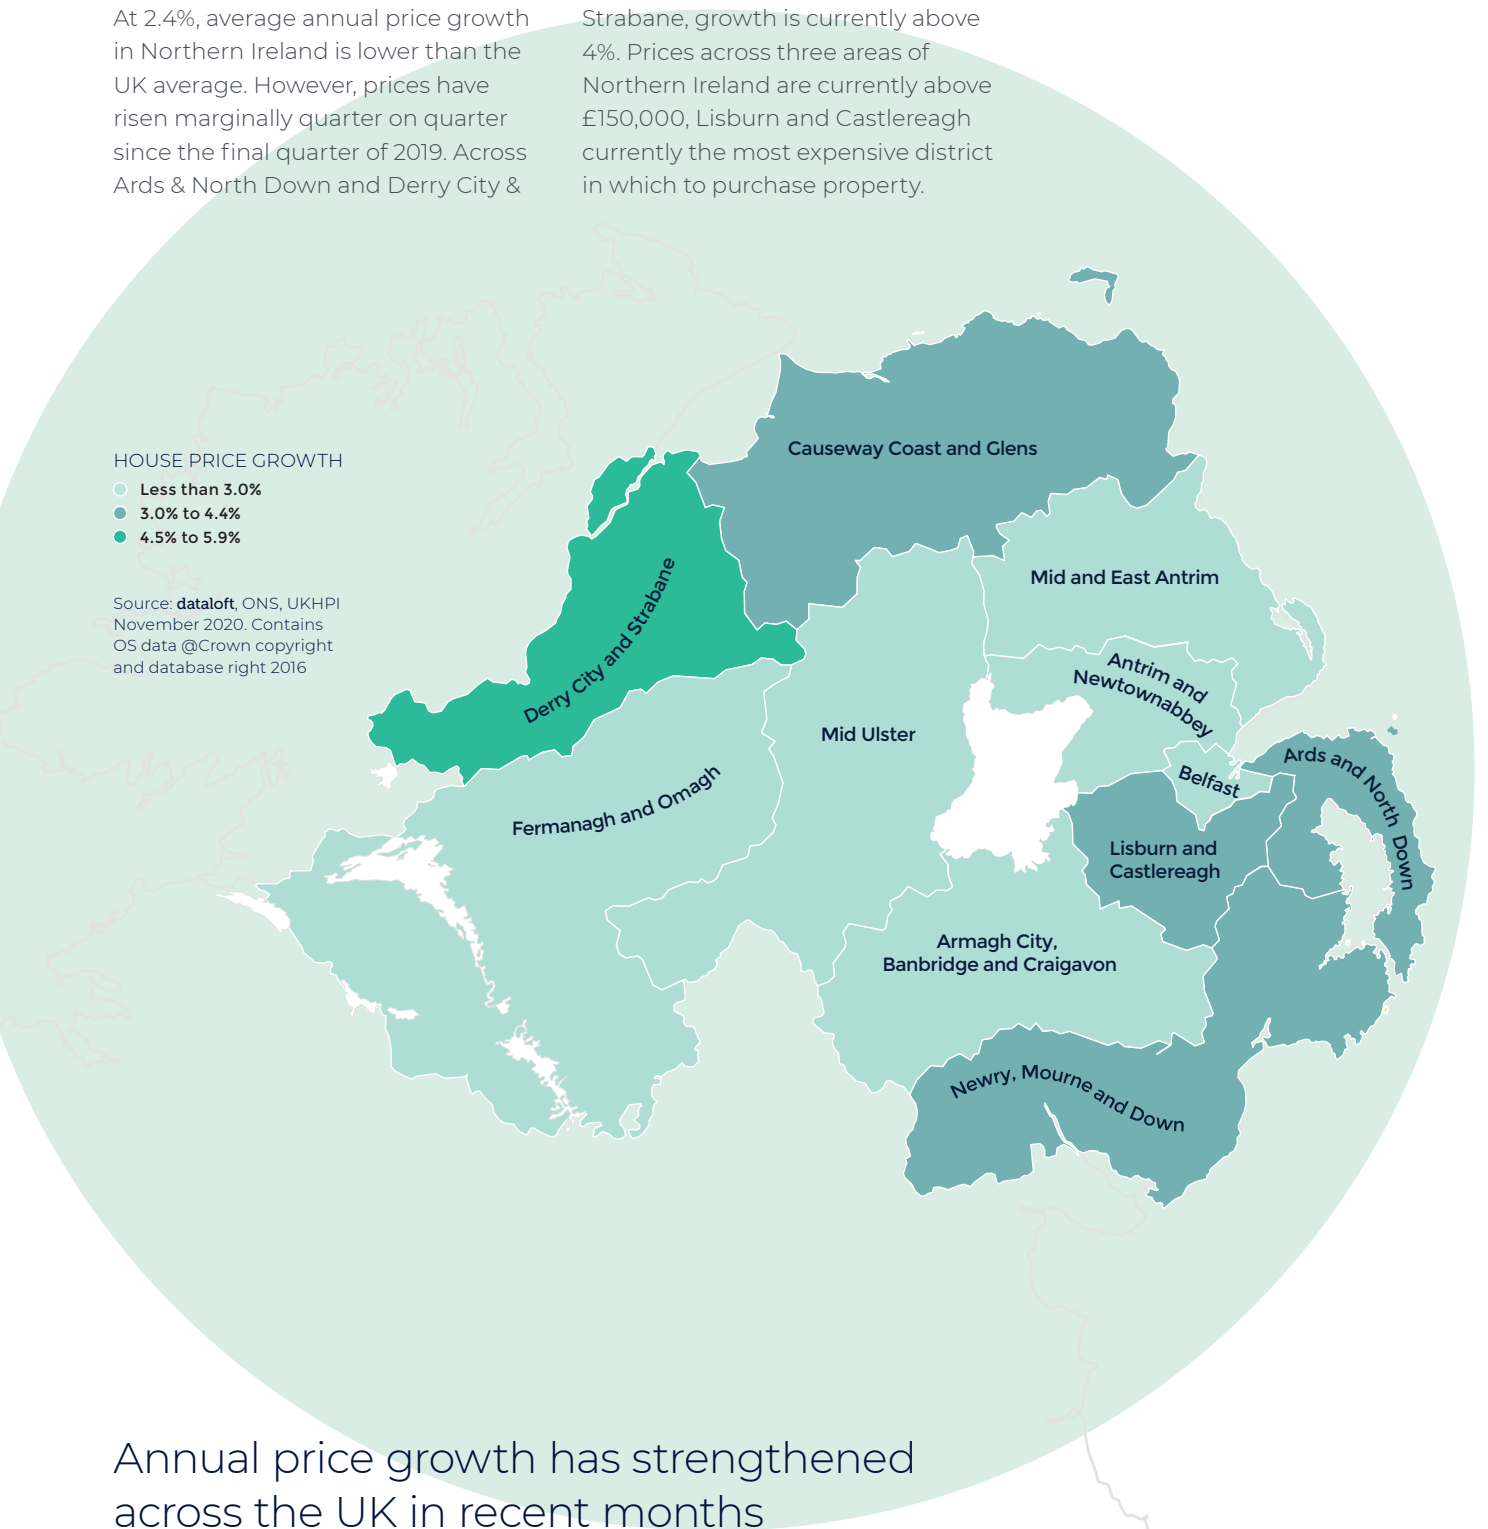 At 2.4%, average annual price growth
in Northern Ireland is lower than the
UK average. However, prices have
risen marginally quarter on quarter
since the final quarter of 2019. Across
Ards & North Down and Derry City &
Strabane, growth is currently above
4%. Prices across three areas of
Northern Ireland are currently above
£150,000, Lisburn and Castlereagh
currently the most expensive district
in which to purchase property.
HOUSE PRICE GROWTH
Less than 3.0%
3.0% to 4.4%
4.5% to 5.9%
Source: dataloft, ONS, UKHPI
November 2020. Contains
OS data @Crown copyright
and database right 2016
Causeway Coast and Glens
Mid and East Antrim
Derry City and Strabane
Antrim and
Newtownabbey
Mid Ulster
Belfast
Ards and North Down
Fermanagh and Omagh
Lisburn and
Castlereagh
Armagh City,
Banbridge and Craigavon
Newry, Mourne and Down
Annual price growth has strengthened
across the UK in recent months